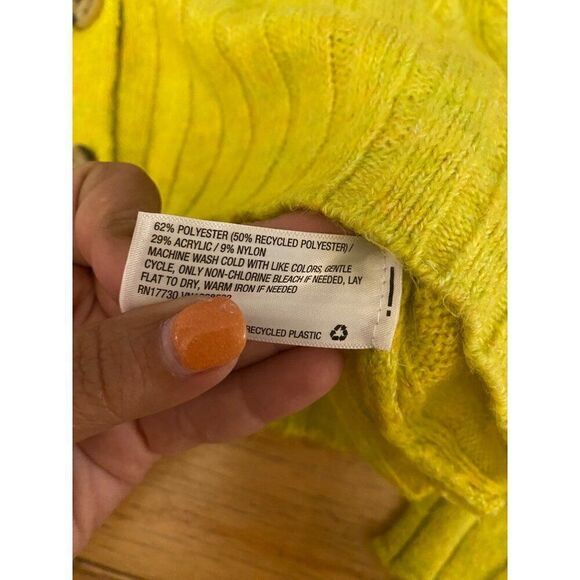 62% POLYESTER (50% RECYCLED POLYESTER)/
29% ACRYLIC / 9% NYLON
MACHINE WASH COLD WITH LIKE COLORS, GENTLE
CYCLE, ONLY NON-CHLORINE BLEACH IF NEEDED, LAY
FLAT TO DRY, WARM IRON IF NEEDED
RN17730
RECYCLED PLASTIC